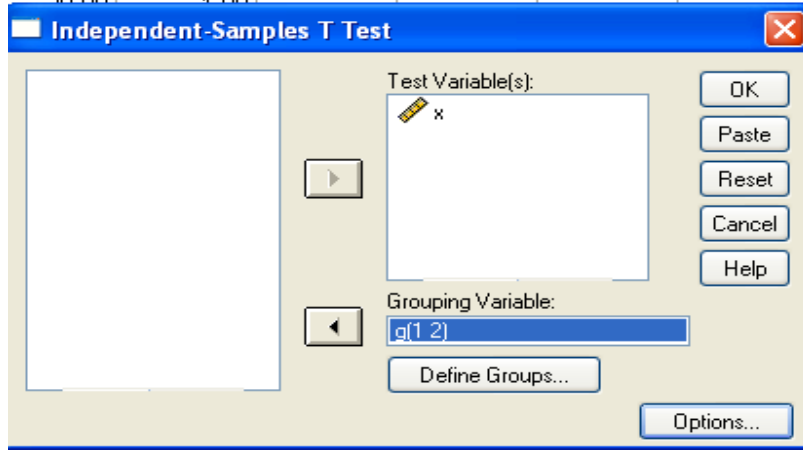 Independent-Samples T Test
Test Variable(s):
x
OK
Paste
Reset
Cancel
Help
Grouping Variable:
g(1 2)
Define Groups...
Options...